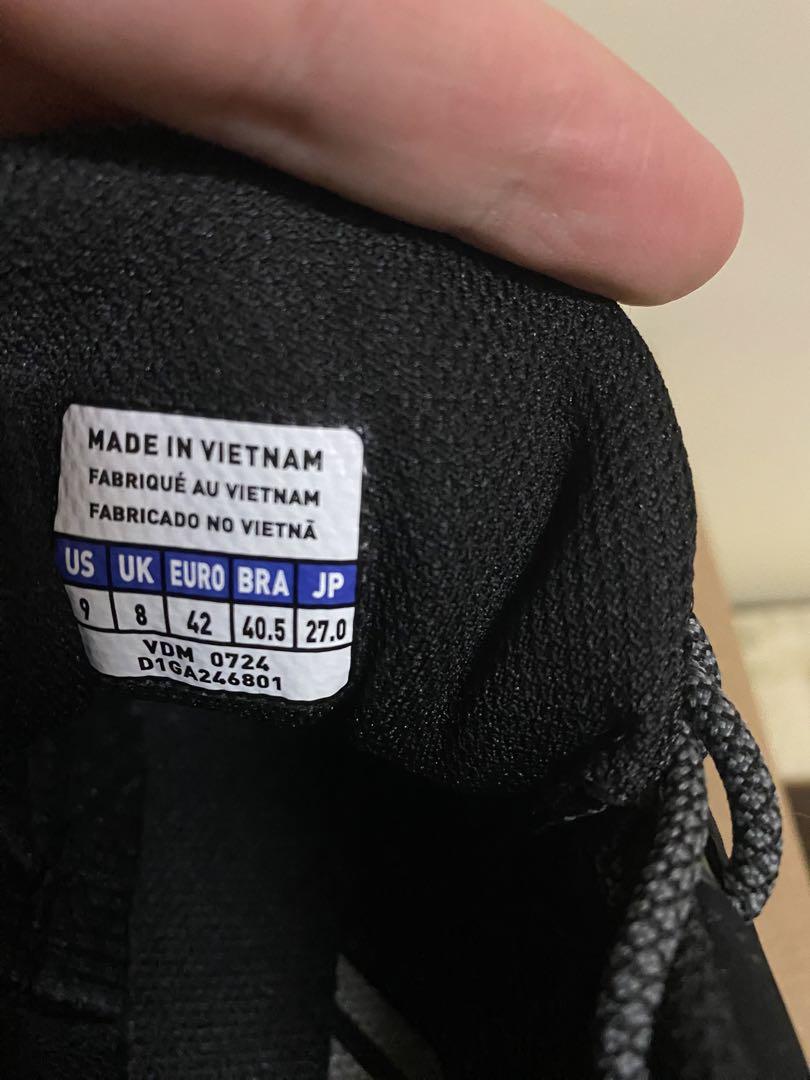 MADE IN VIETNAM
FABRIQUÉ AU VIETNAM
FABRICADO NO VIETNÃ
US UK EURO BRA JP
9 8 42 40.5 27.0
VDM 0724
D1GA246801